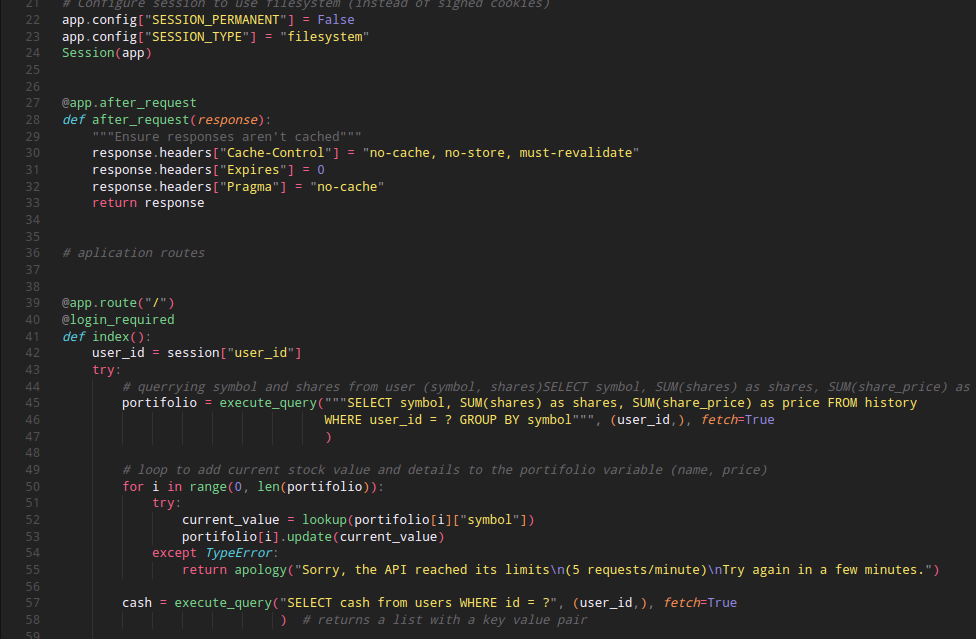 21 # Configure session to use filesystem (instead of signed cookies)
22 app.config["SESSION_PERMANENT"] = False
23 app.config["SESSION_TYPE"] = "filesystem"
24 Session(app)
25
26
27 @app.after_request
28 def after_request(response):
29     """Ensure responses aren't cached"""
30     response.headers["Cache-Control"] = "no-cache, no-store, must-revalidate"
31     response.headers["Expires"] = 0
32     response.headers["Pragma"] = "no-cache"
33     return response
34
35
36 # aplication routes
37
38
39 @app.route("/")
40 @login_required
41 def index():
42     user_id = session["user_id"]
43     try:
44         # querrying symbol and shares from user (symbol, shares)SELECT symbol, SUM(shares) as shares, SUM(share_price) as
45         portifolio = execute_query("""SELECT symbol, SUM(shares) as shares, SUM(share_price) as price FROM history
46                                    WHERE user_id = ? GROUP BY symbol""", (user_id,), fetch=True
47                                    )
48
49         # loop to add current stock value and details to the portifolio variable (name, price)
50         for i in range(0, len(portifolio)):
51             try:
52                 current_value = lookup(portifolio[i]["symbol"])
53                 portifolio[i].update(current_value)
54             except TypeError:
55                 return apology("Sorry, the API reached its limits\n(5 requests/minute)\nTry again in a few minutes.")
56
57         cash = execute_query("SELECT cash from users WHERE id = ?", (user_id,), fetch=True
58                              )  # returns a list with a key value pair
59